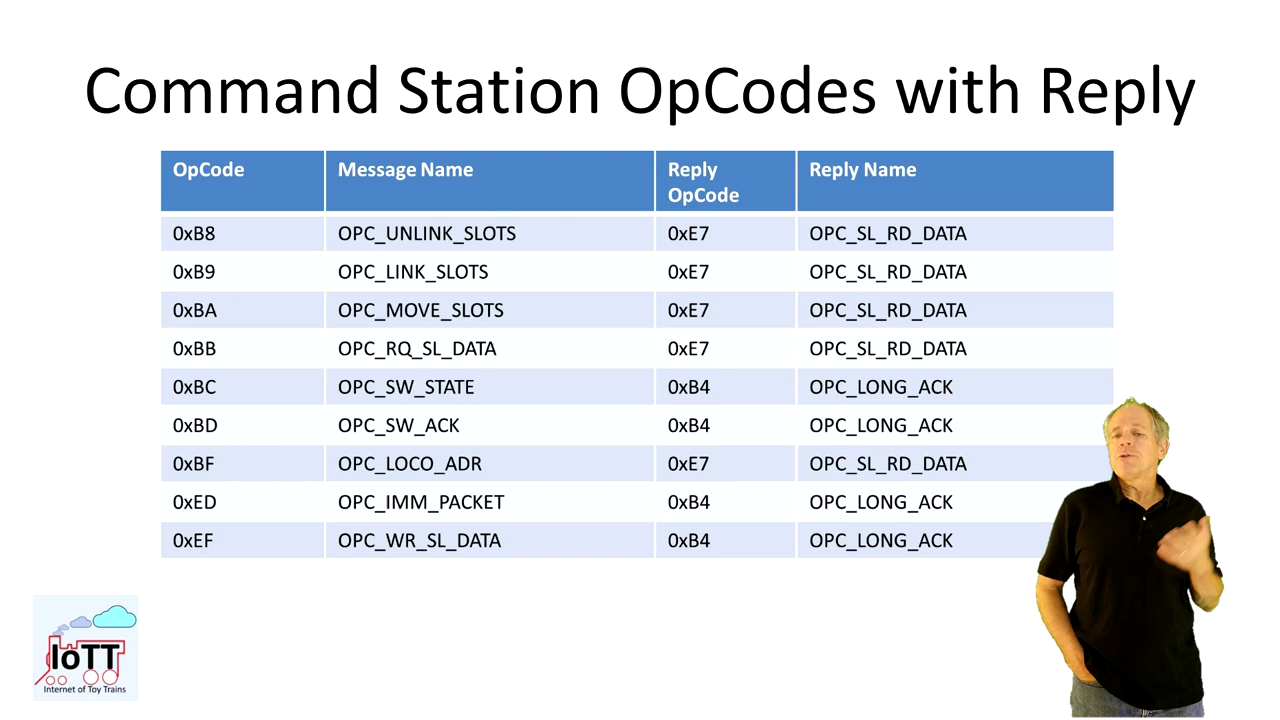 Command Station OpCodes with Reply
OpCode Message Name Reply OpCode Reply Name
0xB8 OPC_UNLINK_SLOTS 0xE7 OPC_SL_RD_DATA
0xB9 OPC_LINK_SLOTS 0xE7 OPC_SL_RD_DATA
0xBA OPC_MOVE_SLOTS 0xE7 OPC_SL_RD_DATA
0xBB OPC_RQ_SL_DATA 0xE7 OPC_SL_RD_DATA
0xBC OPC_SW_STATE 0xB4 OPC_LONG_ACK
0xBD OPC_SW_ACK 0xB4 OPC_LONG_ACK
0xBF OPC_LOCO_ADR 0xE7 OPC_SL_RD_DATA
0xED OPC_IMM_PACKET 0xB4 OPC_LONG_ACK
0xEF OPC_WR_SL_DATA 0xB4 OPC_LONG_ACK
IoTT
Internet of Toy Trains